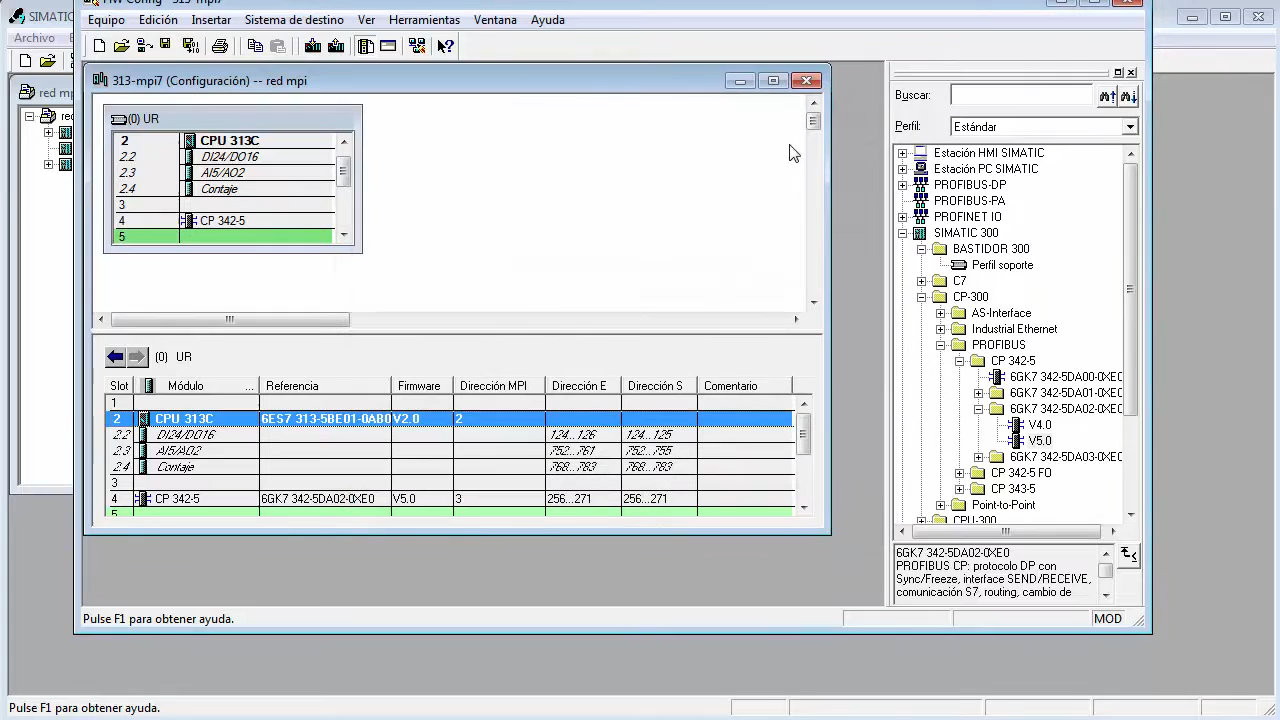 HW Config - 313-mpi7
SIMATIC
Archivo
Equipo Edición Insertar Sistema de destino Ver Herramientas Ventana Ayuda
red mp
313-mpi7 (Configuración) -- red mpi
(0) UR
2 CPU 313C
2.2 DI24/DO16
2.3 AI5/AO2
2.4 Contaje
3
4 CP 342-5
5
(0) UR
Slot Módulo ... Referencia Firmware Dirección MPI Dirección E Dirección S Comentario
1
2 CPU 313C 6ES7 313-5BE01-0AB0 V2.0 2
2.2 DI24/DO16 124...126 124...125
2.3 AI5/AO2 752...761 752...755
2.4 Contaje 768...783 768...783
3
4 CP 342-5 6GK7 342-5DA02-0XE0 V5.0 3 256...271 256...271
5
Buscar:
Perfil: Estándar
Estación HMI SIMATIC
Estación PC SIMATIC
PROFIBUS-DP
PROFIBUS-PA
PROFINET IO
SIMATIC 300
BASTIDOR 300
Perfil soporte
C7
CP-300
AS-Interface
Industrial Ethernet
PROFIBUS
CP 342-5
6GK7 342-5DA00-0XE0
6GK7 342-5DA01-0XE0
6GK7 342-5DA02-0XE0
V4.0
V5.0
6GK7 342-5DA03-0XE0
CP 342-5 FO
CP 343-5
Point-to-Point
CPU-300
6GK7 342-5DA02-0XE0
PROFIBUS CP: protocolo DP con
Sync/Freeze, interface SEND/RECEIVE,
comunicación S7, routing, cambio de
Pulse F1 para obtener ayuda.
MOD
Pulse F1 para obtener ayuda.